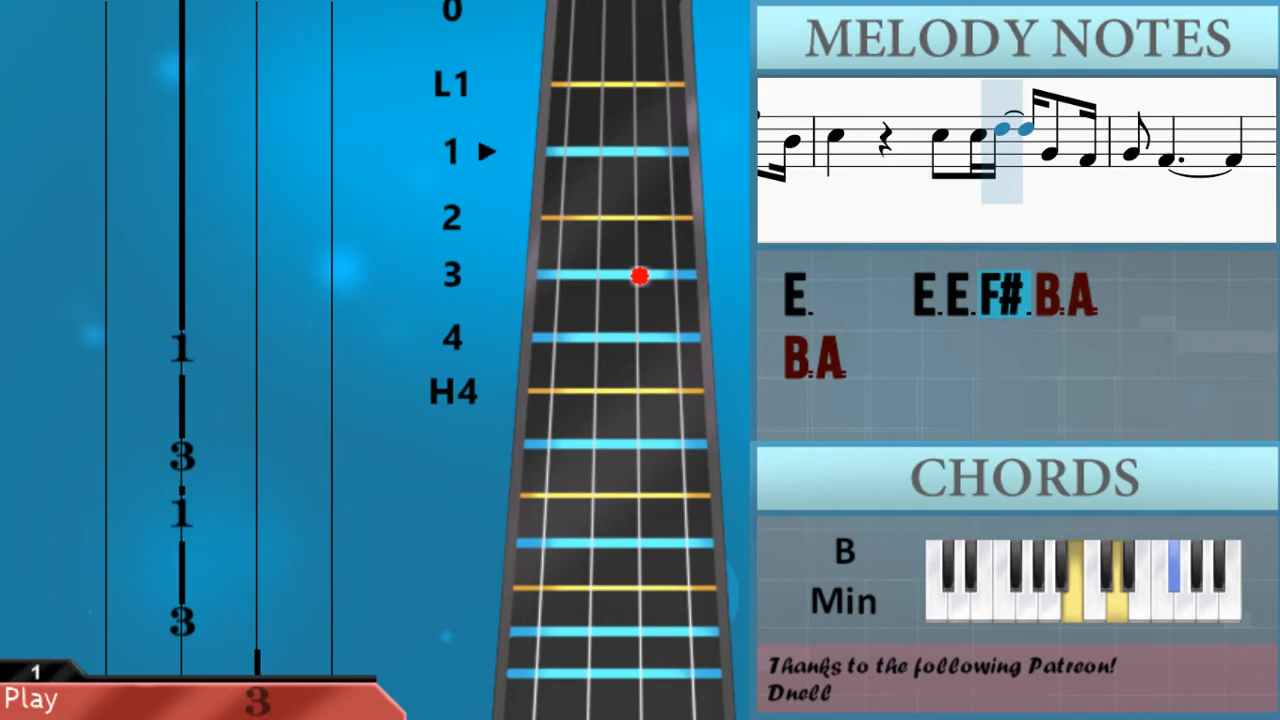 0
L1
1
2
3
4
H4
1
3
1
3
1
Play
3
MELODY NOTES
E. E.E.F#.B.A.
B.A.
CHORDS
B
Min
Thanks to the following Patreon!
Dnell